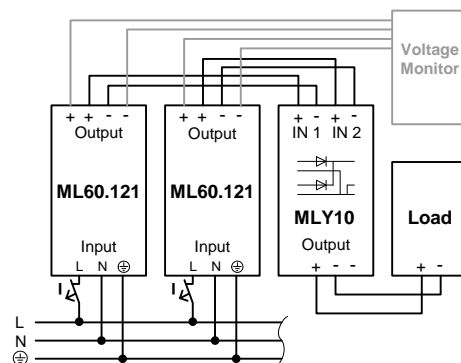 Voltage
Monitor
+ + - -
Output
ML60.121
Input
L N
I
+ + - -
Output
ML60.121
Input
L N
I
+ - + -
IN 1 IN 2
MLY10
Output
+ - -
Load
+ -
L
N